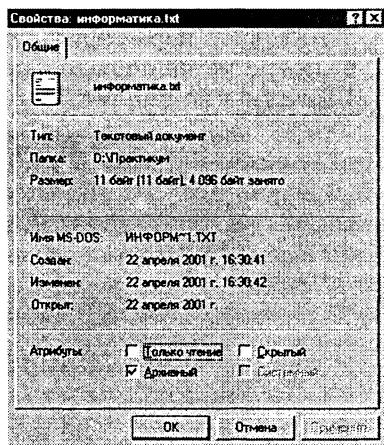 Свойства: информатика.txt
Общие
информатика.txt
Тип: Текстовый документ
Папка: D:\Практикум
Размер: 11 байт (11 байт), 4 096 байт занято
Имя MS-DOS: ИНФОРМ~1.TXT
Создан: 22 апреля 2001 г. 16:30:41
Изменен: 22 апреля 2001 г. 16:30:42
Открыт: 22 апреля 2001 г.
Атрибуты: Только чтение Скрытый
Архивный Системный
ОК Отмена Применить